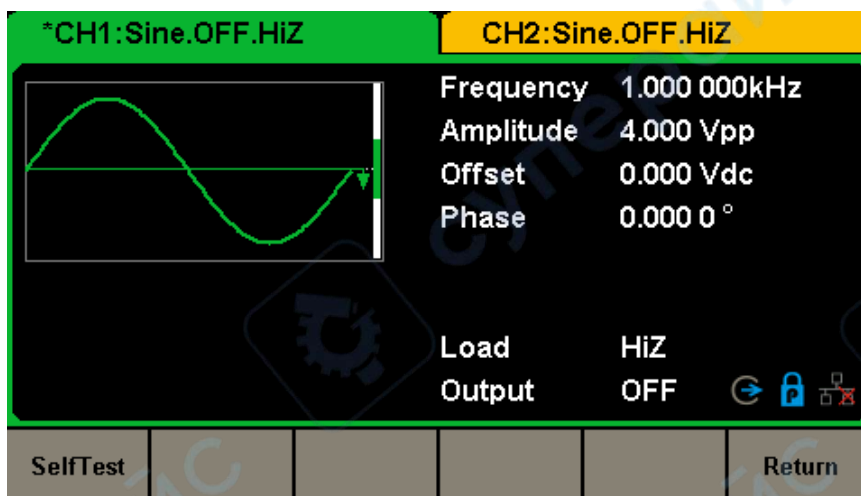 *CH1:Sine.OFF.HiZ
CH2:Sine.OFF.HiZ
Frequency 1.000 000kHz
Amplitude 4.000 Vpp
Offset 0.000 Vdc
Phase 0.000 0 °
Load HiZ
Output OFF
P
SelfTest
Return